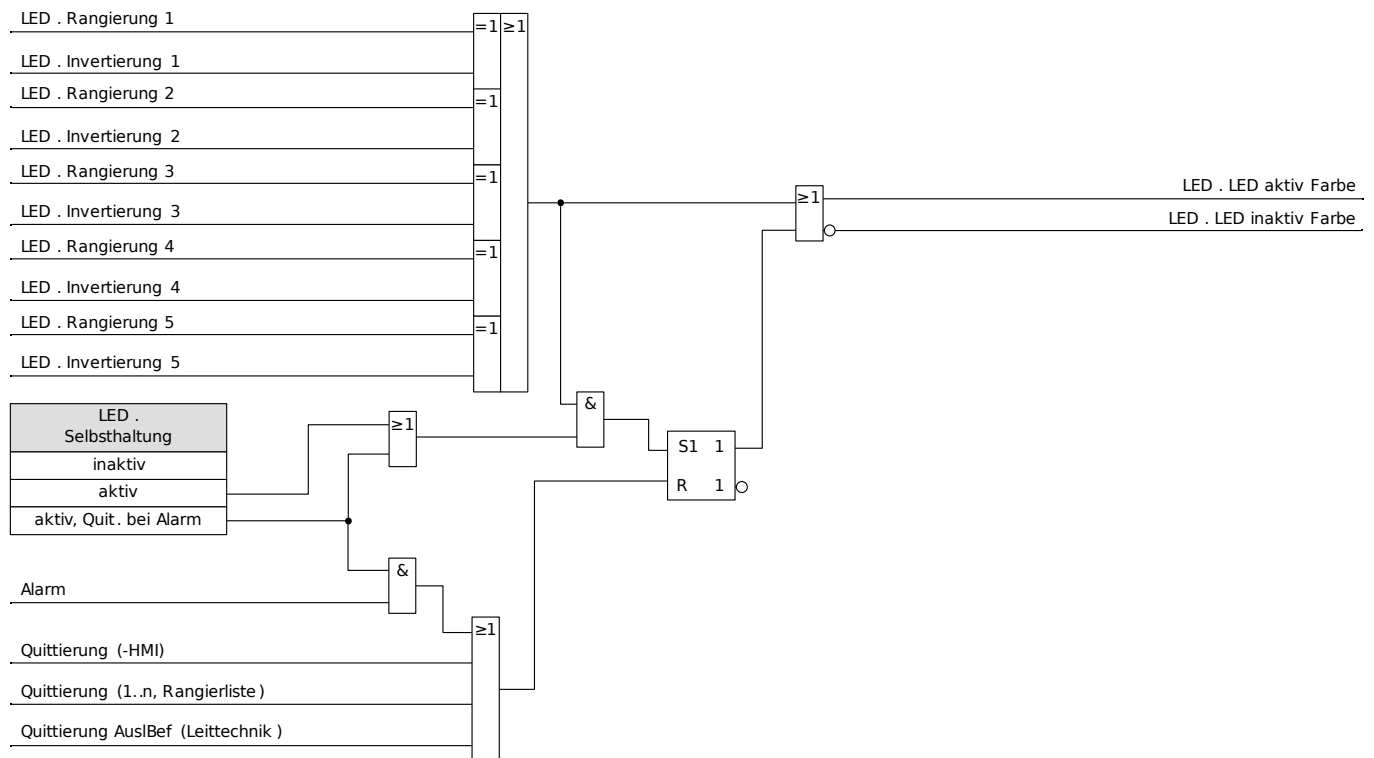 LED . Rangierung 1
=1 ≥1
LED . Invertierung 1
LED . Rangierung 2
=1
LED . Invertierung 2
LED . Rangierung 3
=1
LED . Invertierung 3
LED . Rangierung 4
=1
LED . Invertierung 4
LED . Rangierung 5
=1
LED . Invertierung 5
≥1
LED . LED aktiv Farbe
LED . LED inaktiv Farbe
LED .
Selbsthaltung
inaktiv
aktiv
aktiv, Quit. bei Alarm
≥1
&
S1 1
R 1
&
Alarm
≥1
Quittierung (-HMI)
Quittierung (1..n, Rangierliste)
Quittierung AuslBef (Leittechnik)